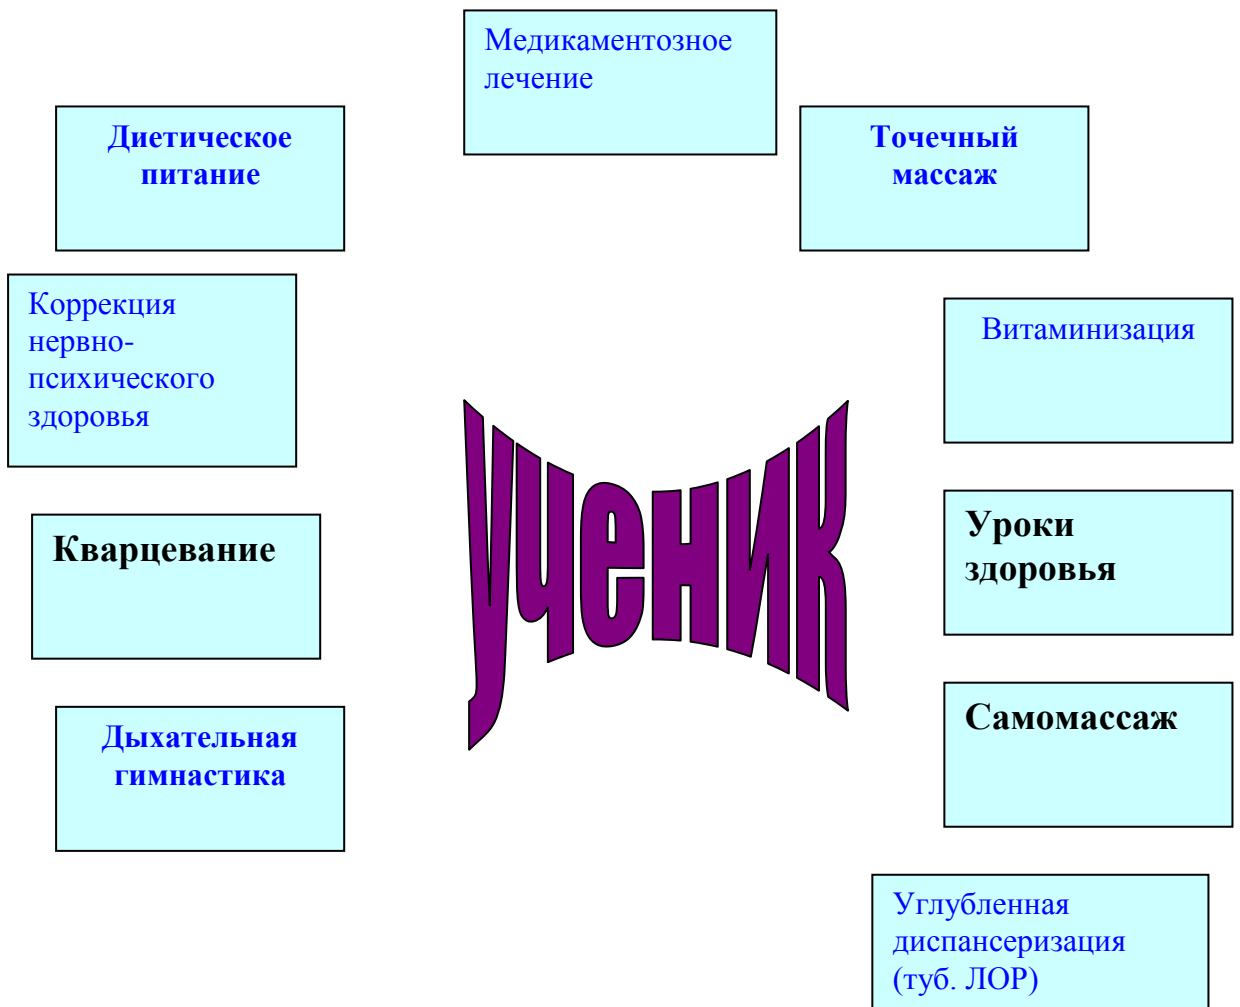 Медикаментозное
лечение
Диетическое
питание
Точечный
массаж
Коррекция
нервно-
психического
здоровья
Витаминизация
ученик
Кварцевание
Уроки
здоровья
Дыхательная
гимнастика
Самомассаж
Углубленная
диспансеризация
(туб. ЛОР)